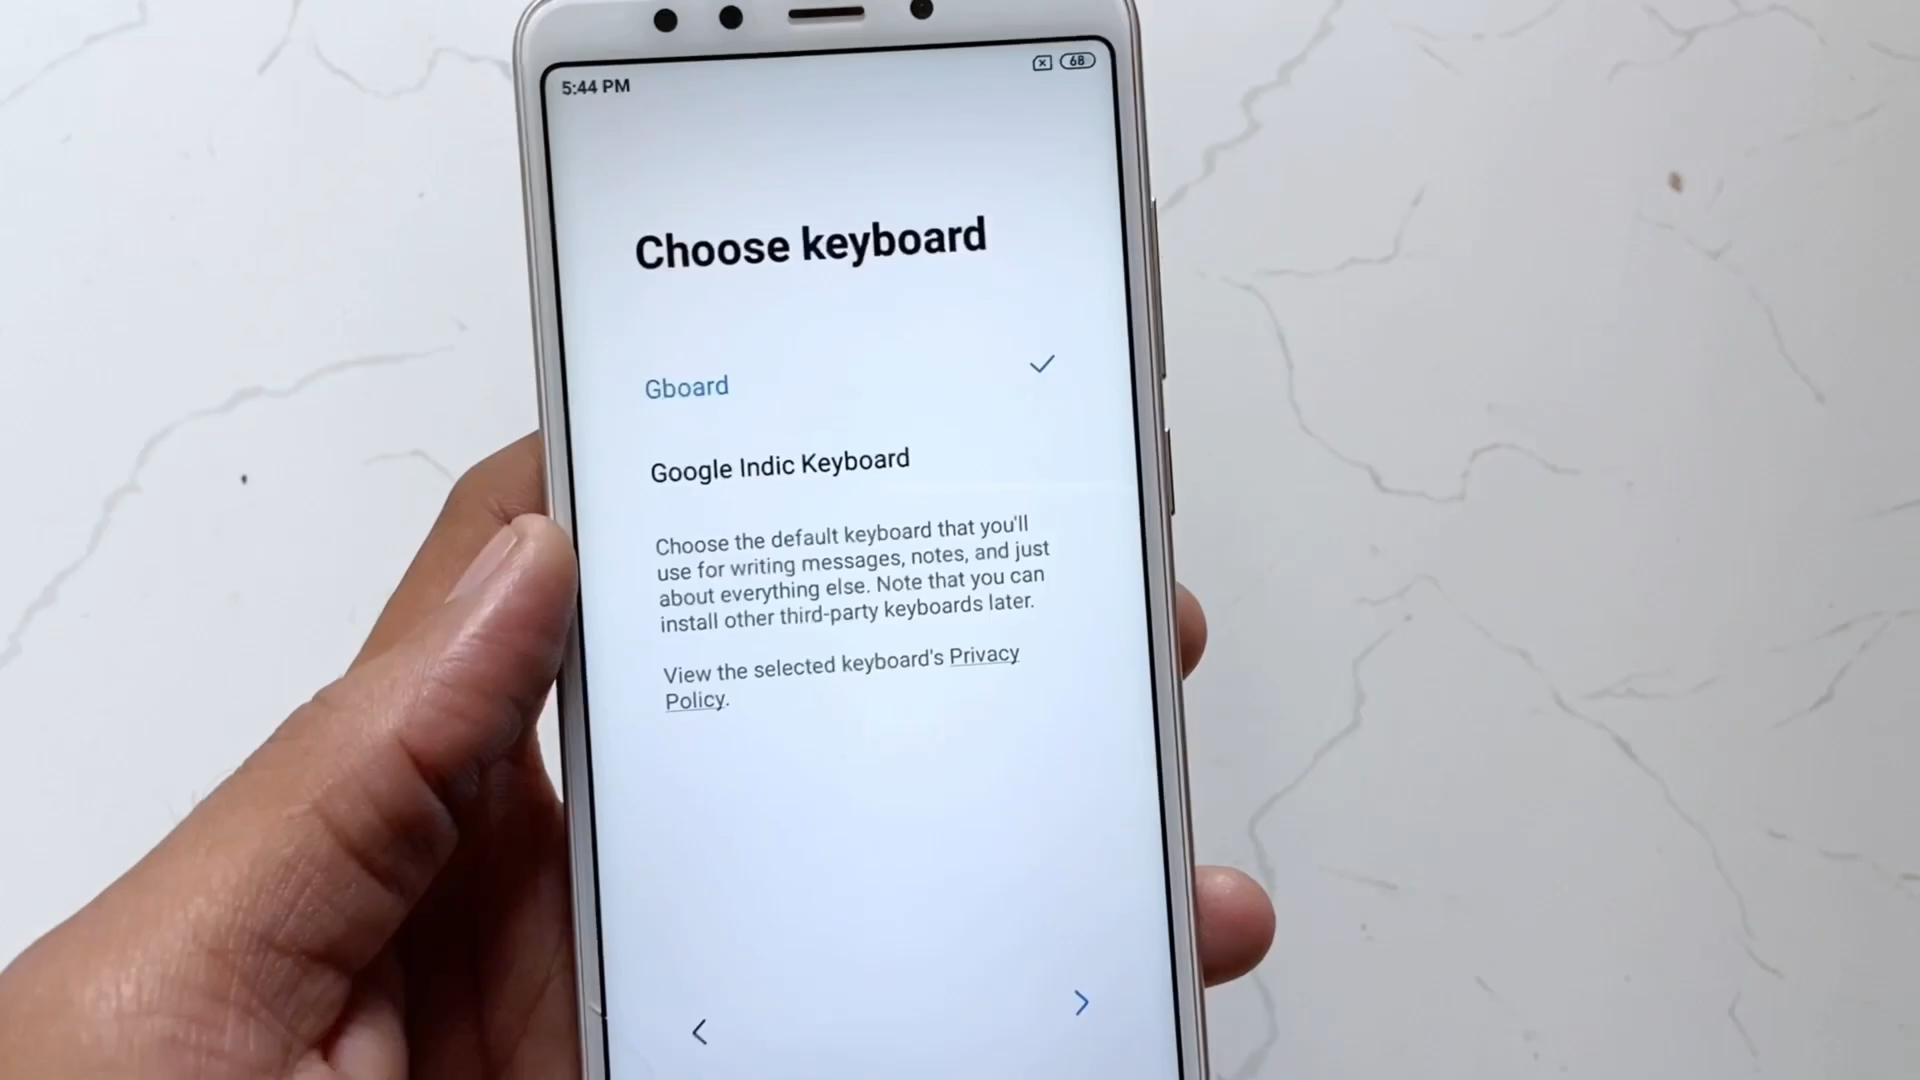 5:44 PM
68
Choose keyboard
Gboard
Google Indic Keyboard
Choose the default keyboard that you'll
use for writing messages, notes, and just
about everything else. Note that you can
install other third-party keyboards later.
View the selected keyboard's Privacy
Policy.